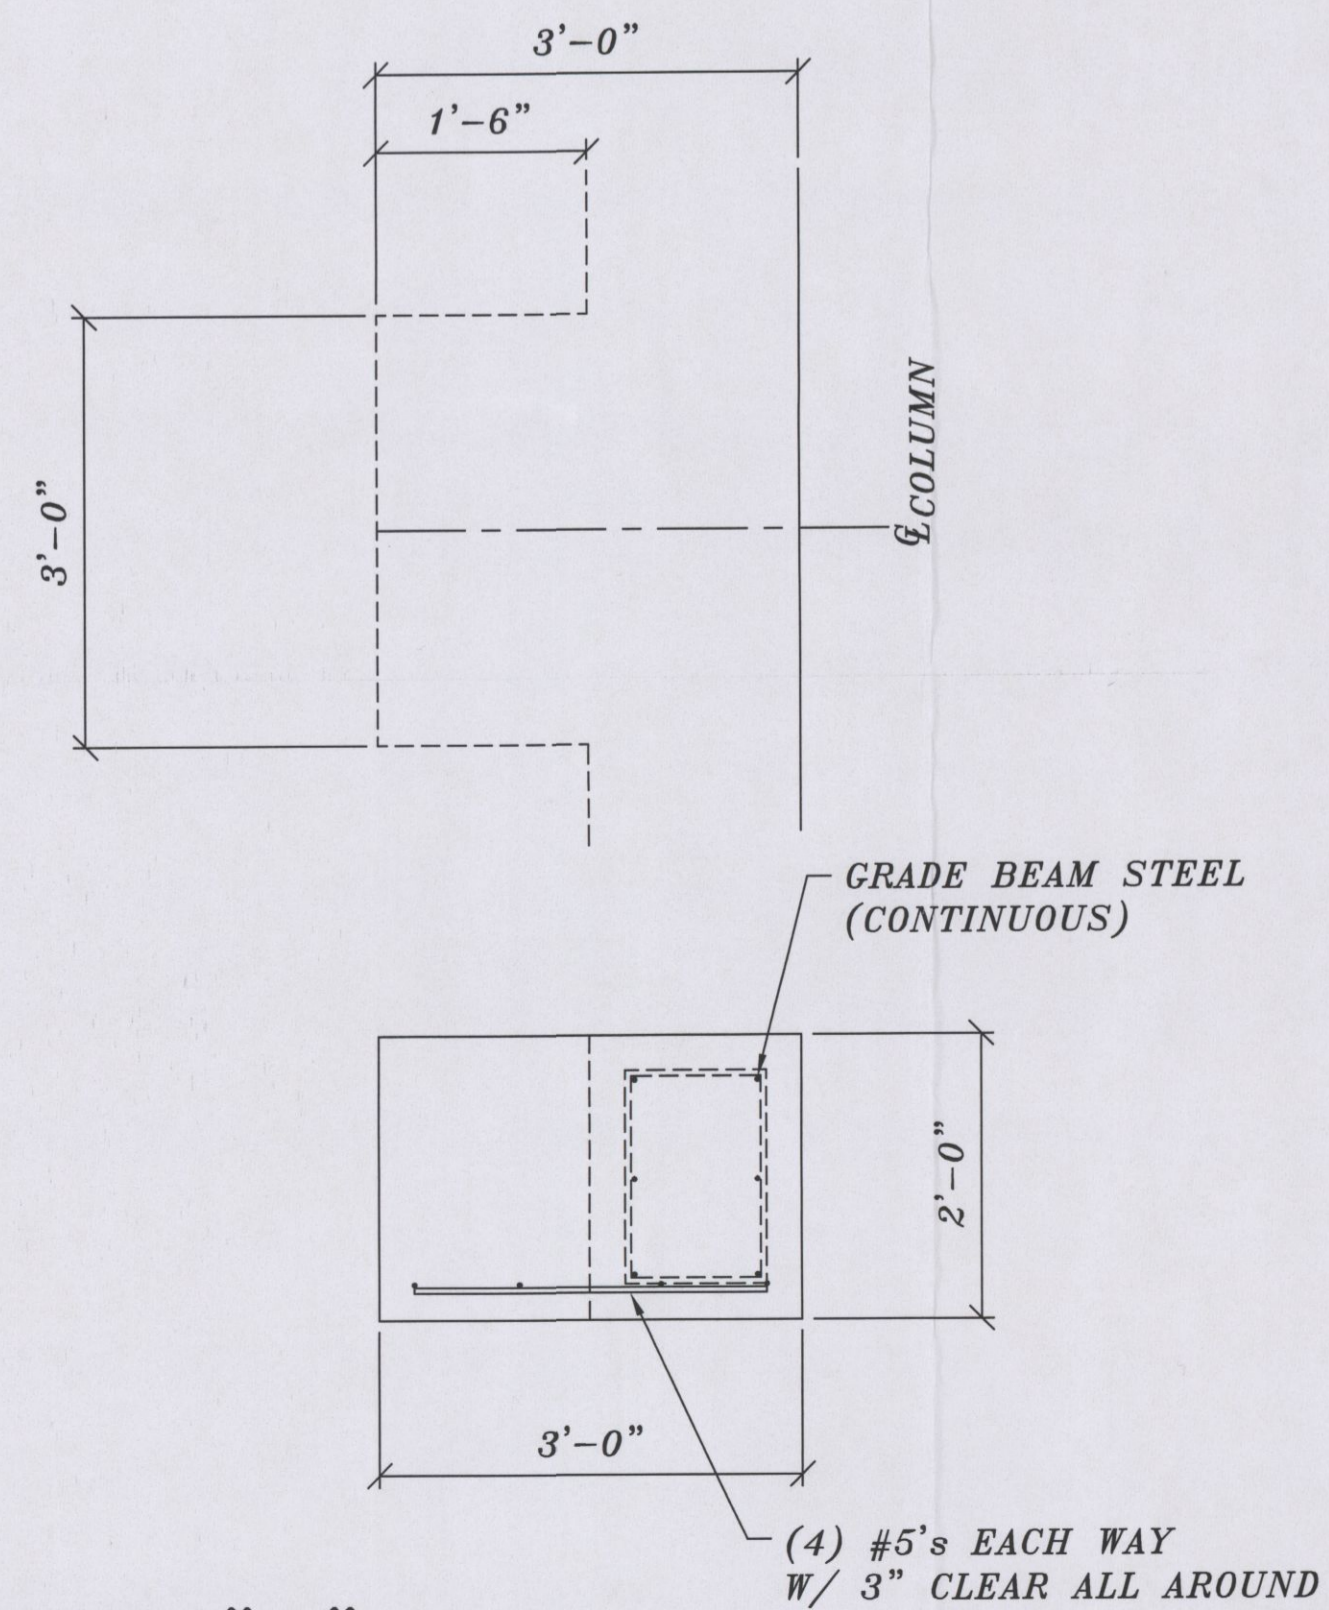 3'-0"
1'-6"
3'-0"
℄ COLUMN
GRADE BEAM STEEL
(CONTINUOUS)
2'-0"
3'-0"
(4) #5's EACH WAY
W/ 3" CLEAR ALL AROUND